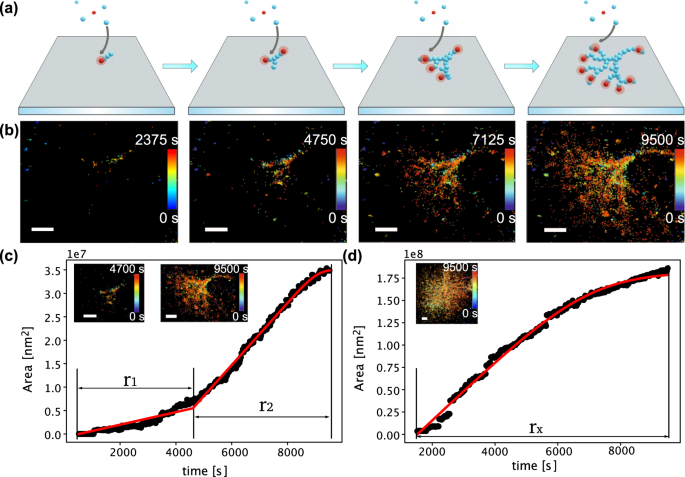 (a)
(b)
2375 s
0 s
4750 s
0 s
7125 s
0 s
9500 s
0 s
(c)
1e7
3.5
3.0
2.5
2.0
1.5
1.0
0.5
0.0
Area [nm2]
4700 s
0 s
9500 s
0 s
r1
r2
2000
4000
6000
8000
time [s]
(d)
1e8
1.75
1.50
1.25
1.00
0.75
0.50
0.25
0.00
Area [nm2]
9500 s
0 s
rx
2000
4000
6000
8000
time [s]